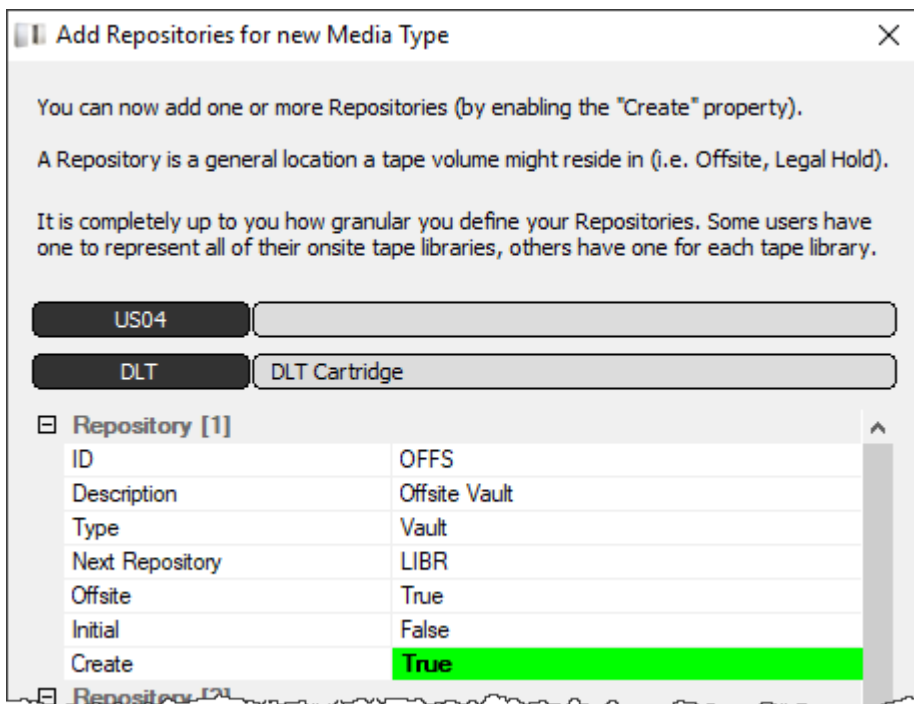 Add Repositories for new Media Type
You can now add one or more Repositories (by enabling the "Create" property).
A Repository is a general location a tape volume might reside in (i.e. Offsite, Legal Hold).
It is completely up to you how granular you define your Repositories. Some users have
one to represent all of their onsite tape libraries, others have one for each tape library.
US04
DLT DLT Cartridge
Repository [1]
ID OFFS
Description Offsite Vault
Type Vault
Next Repository LIBR
Offsite True
Initial False
Create True
Repository [2]